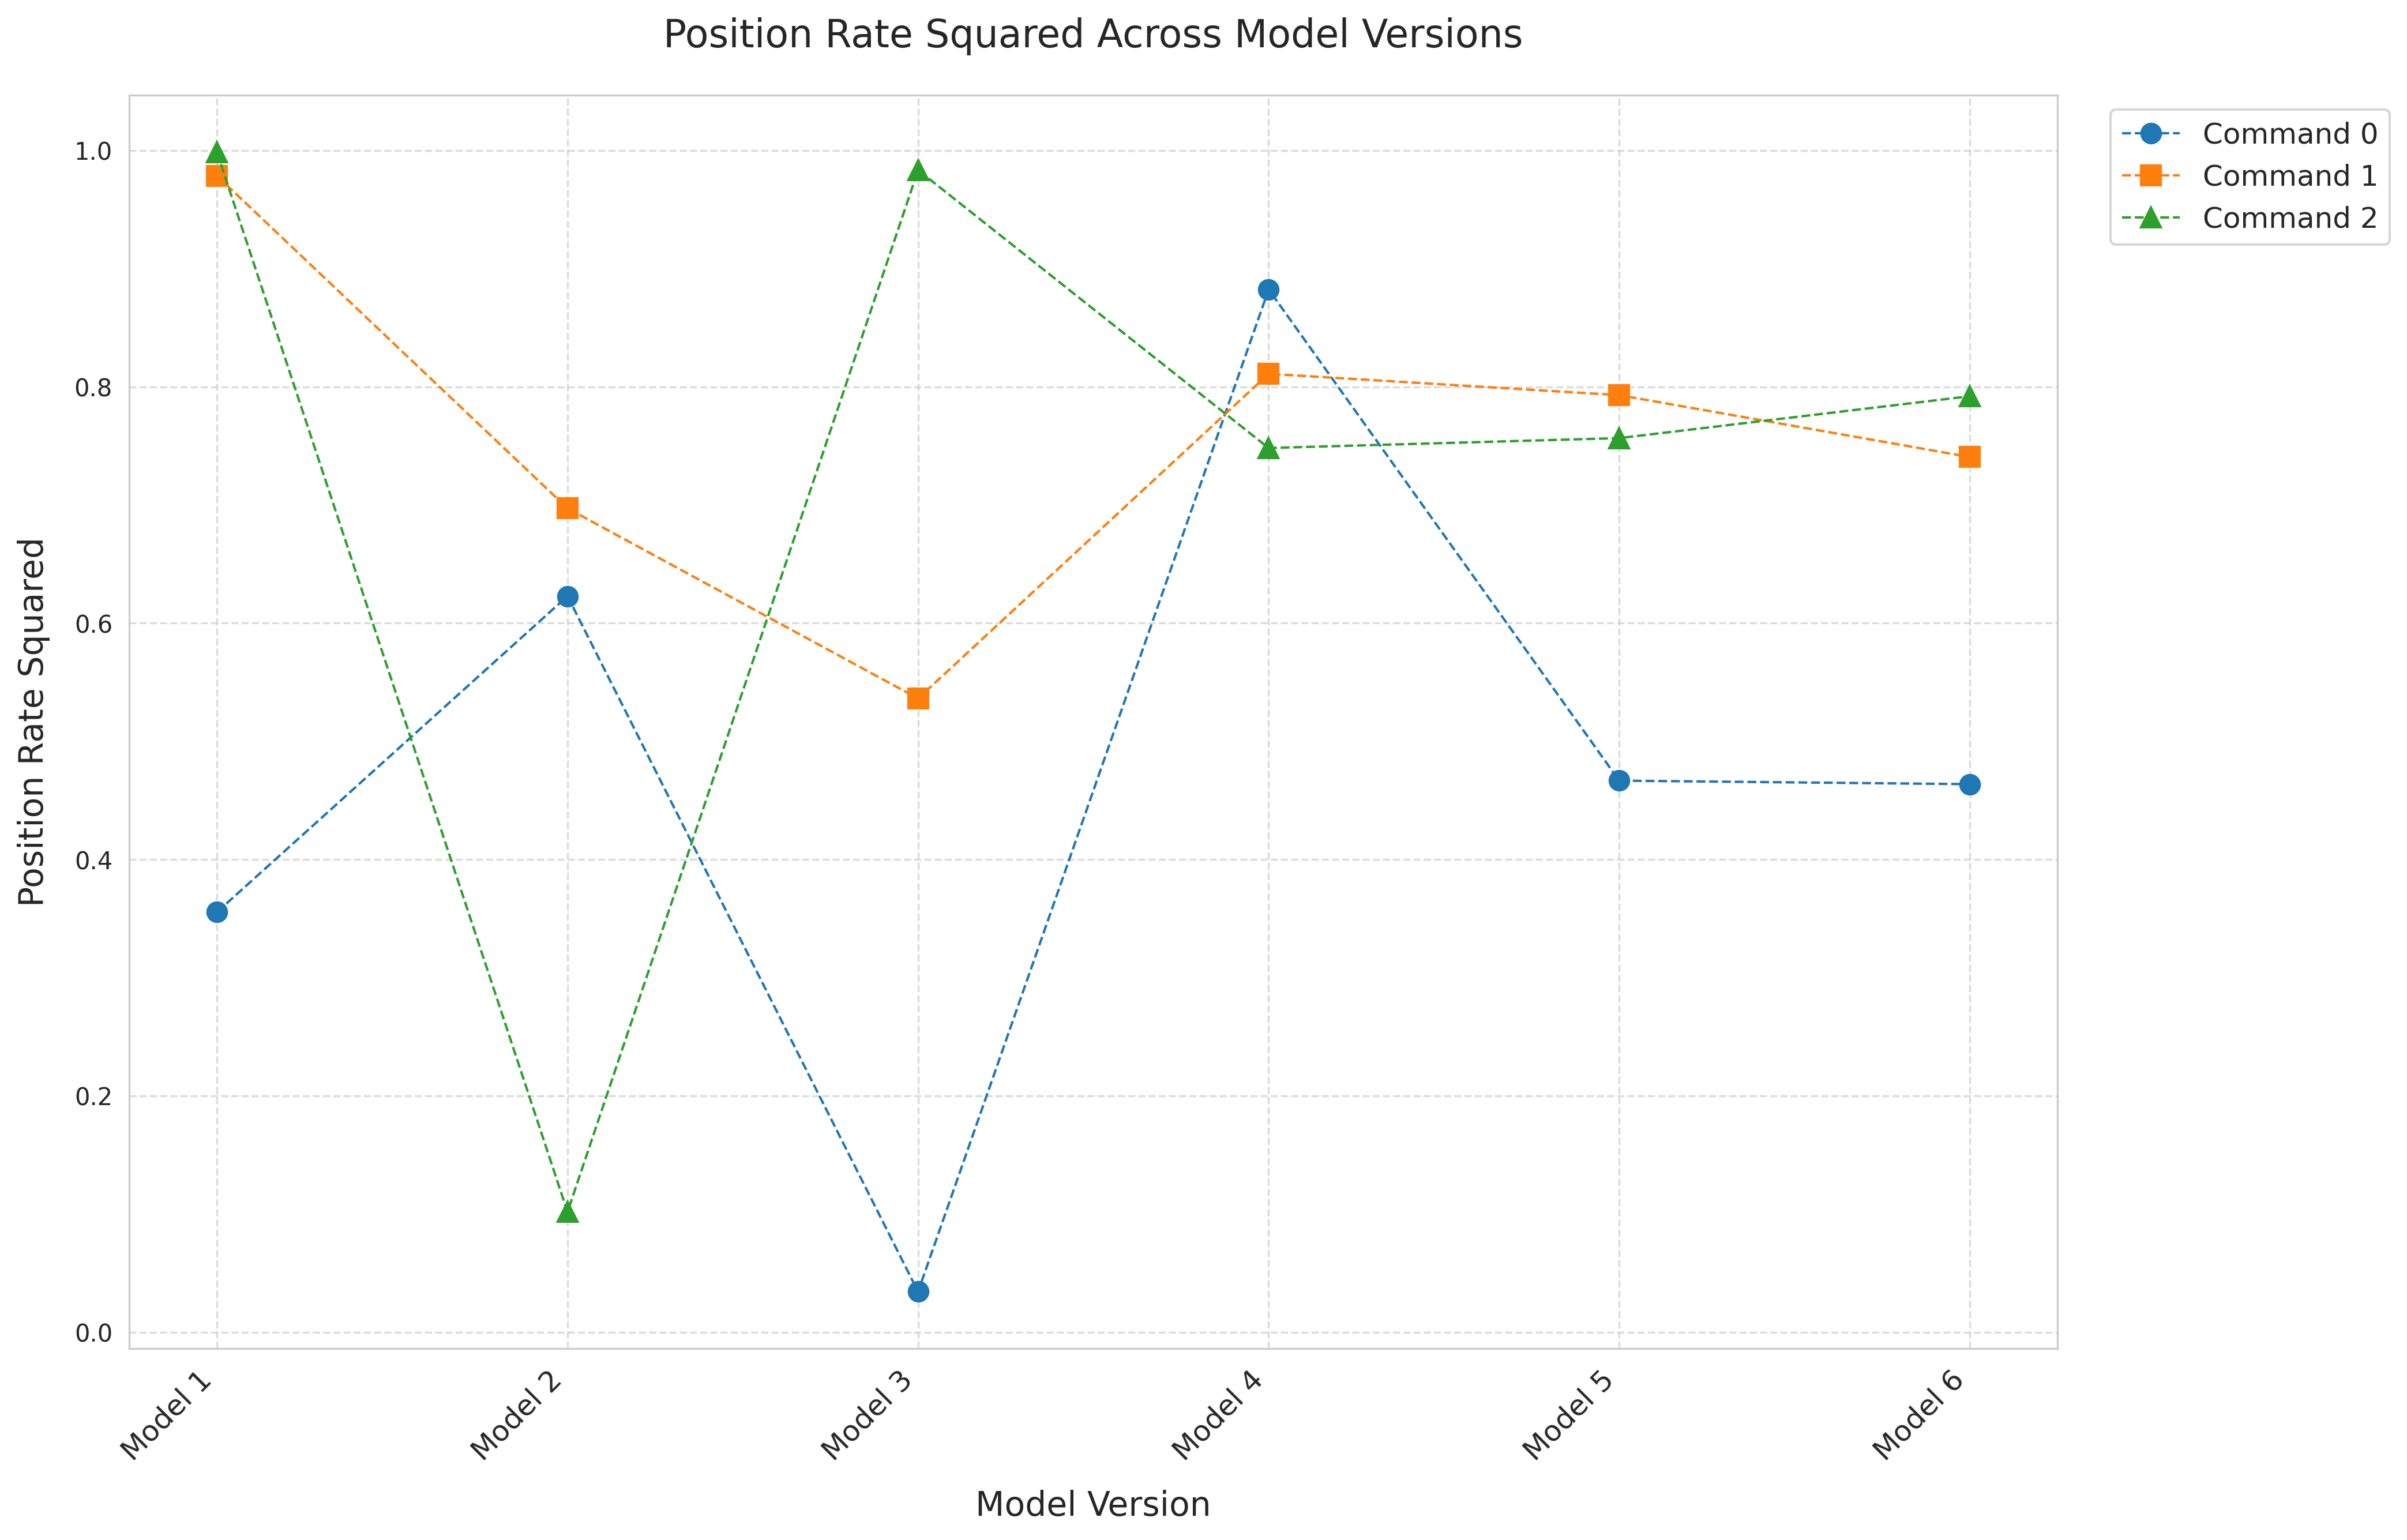 Position Rate Squared Across Model Versions
Position Rate Squared
1.0
0.8
0.6
0.4
0.2
0.0
Model 1
Model 2
Model 3
Model 4
Model 5
Model 6
Model Version
Command 0
Command 1
Command 2